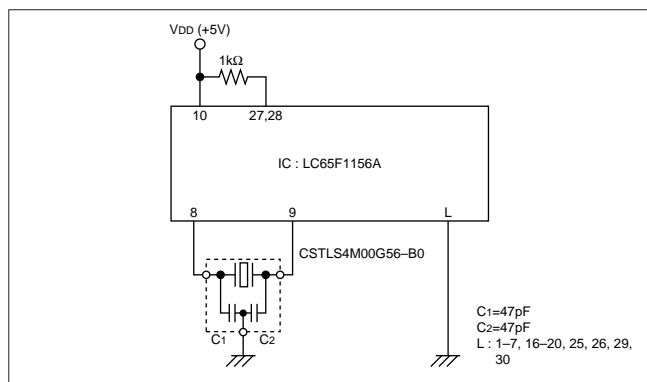 VDD (+5V)
1kΩ
10
27,28
IC : LC65F1156A
8
9
L
CSTLS4M00G56–B0
C1
C2
C1=47pF
C2=47pF
L : 1–7, 16–20, 25, 26, 29,
30